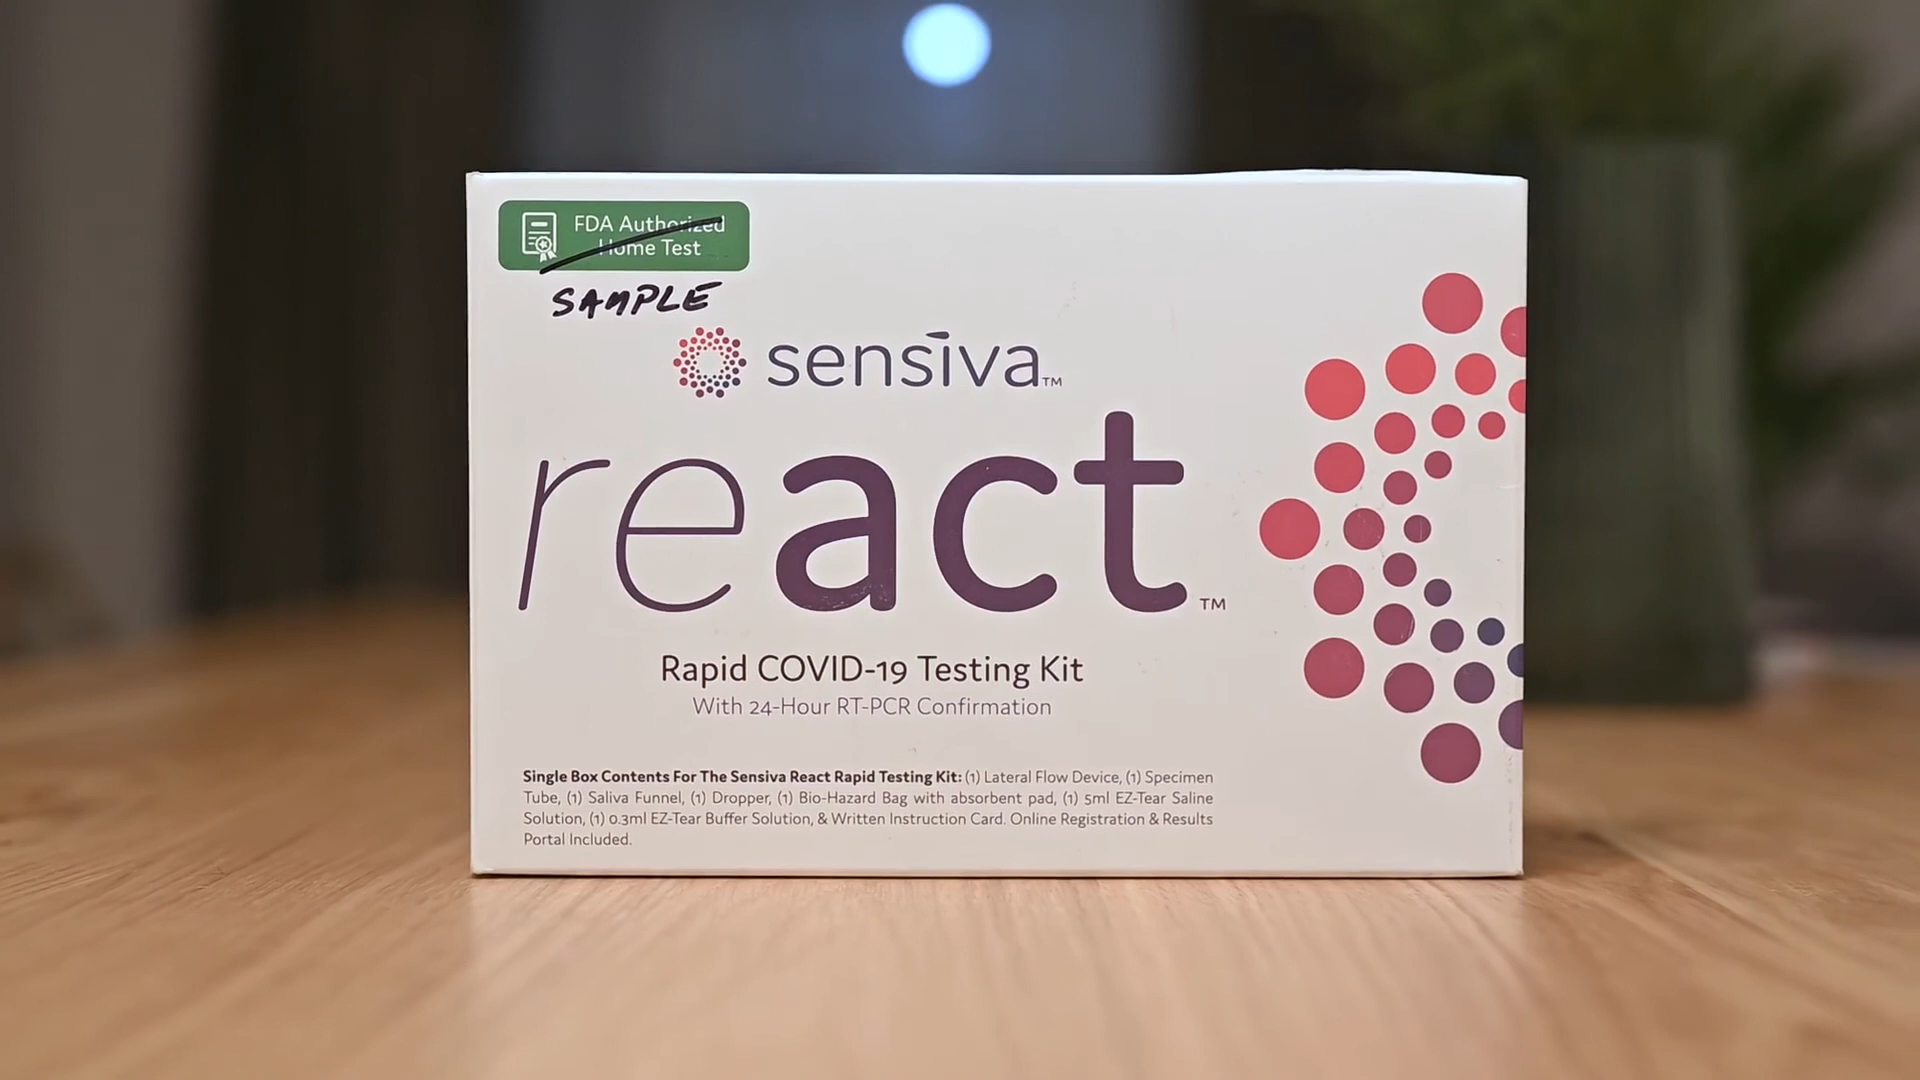 FDA Authorized
Home Test
SAMPLE
sensiva™
react™
Rapid COVID-19 Testing Kit
With 24-Hour RT-PCR Confirmation
Single Box Contents For The Sensiva React Rapid Testing Kit: (1) Lateral Flow Device, (1) Specimen
Tube, (1) Saliva Funnel, (1) Dropper, (1) Bio-Hazard Bag with absorbent pad, (1) 5ml EZ-Tear Saline
Solution, (1) 0.3ml EZ-Tear Buffer Solution, & Written Instruction Card. Online Registration & Results
Portal Included.